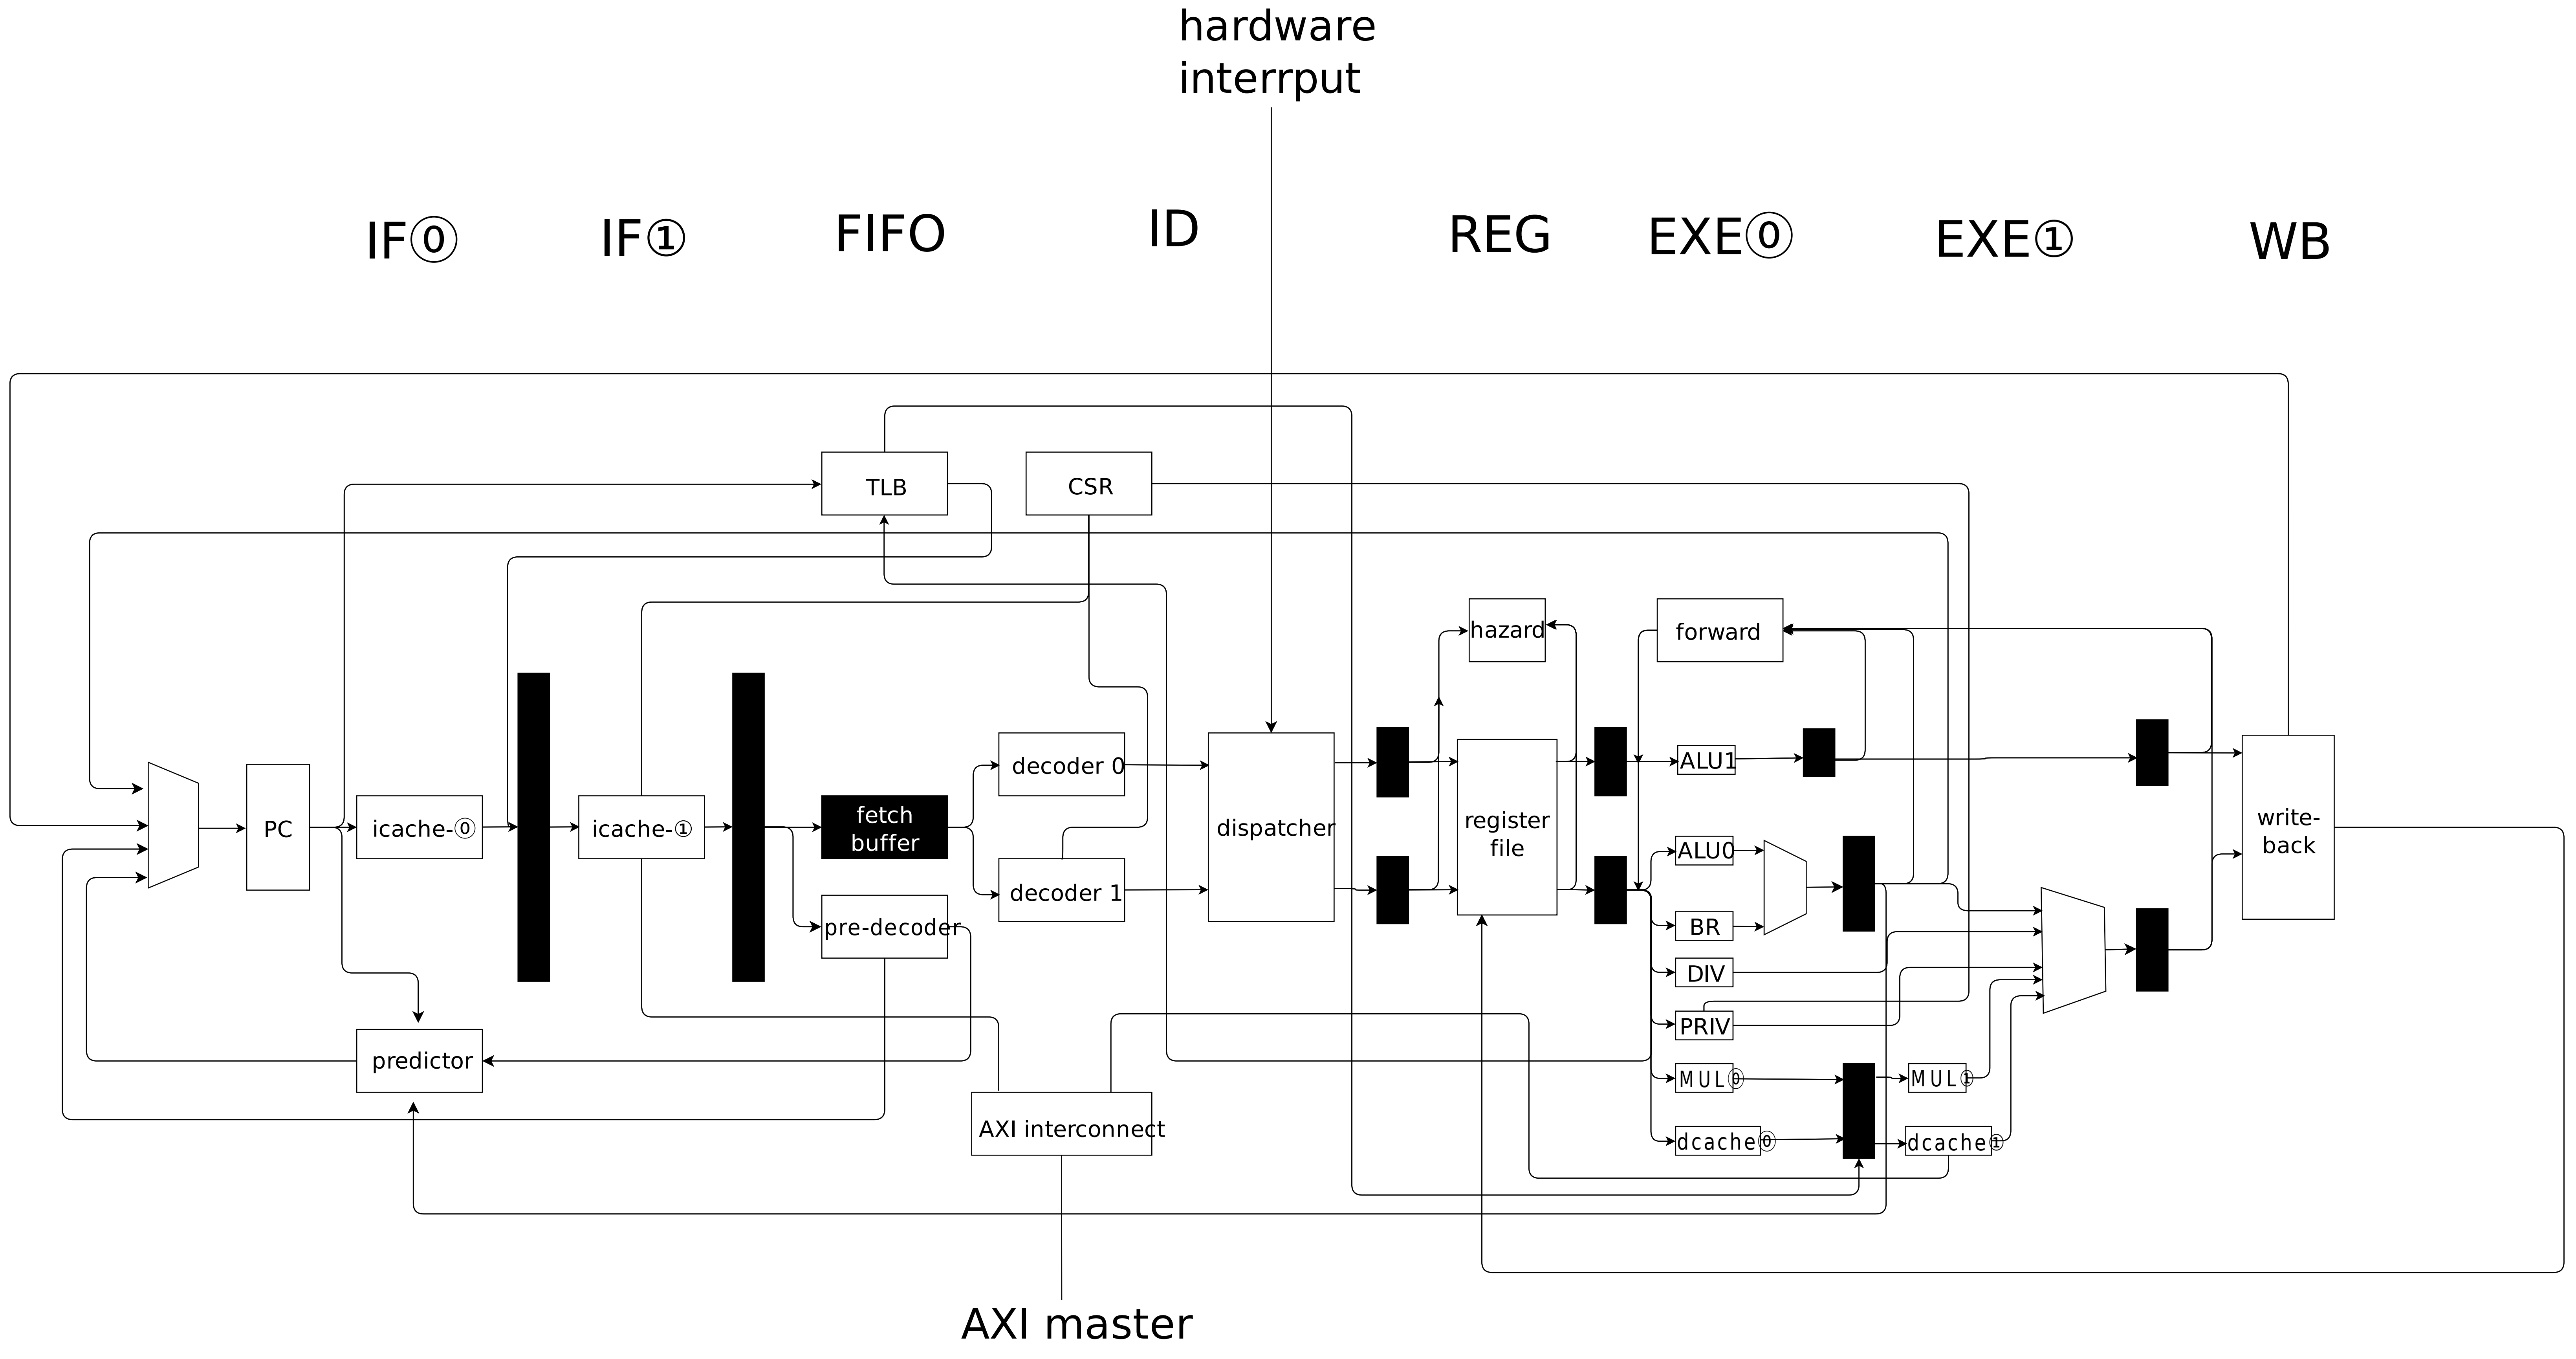 hardware
interrput
IF⓪
IF①
FIFO
ID
REG
EXE⓪
EXE①
WB
TLB
CSR
hazard
forward
PC
icache-⓪
icache-①
fetch
buffer
pre-decoder
predictor
decoder 0
decoder 1
dispatcher
register
file
ALU1
ALU0
BR
DIV
PRIV
MUL⓪
dcache⓪
MUL①
dcache①
write-
back
AXI interconnect
AXI master